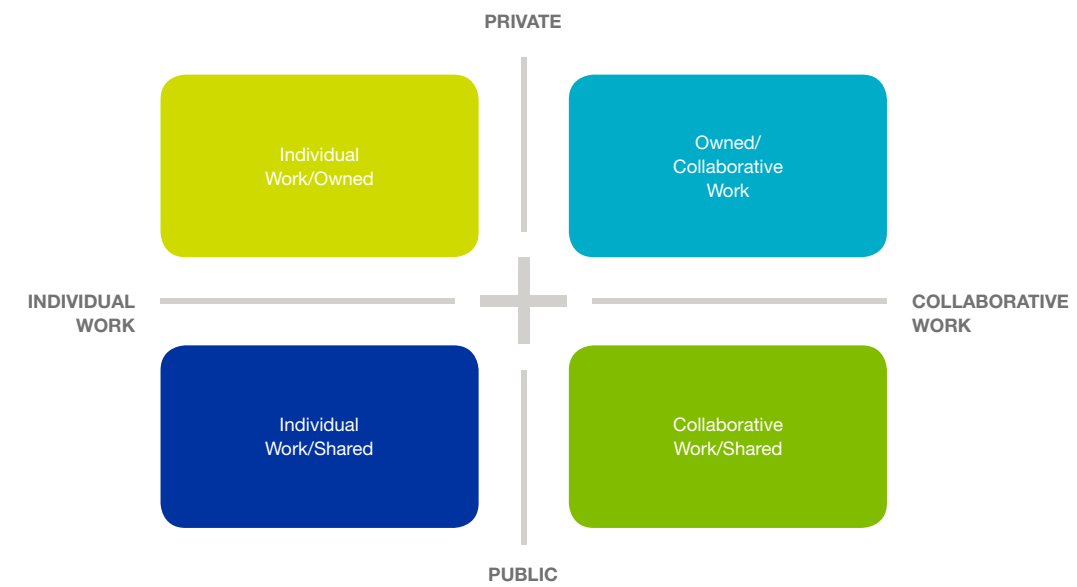 PRIVATE
Individual
Work/Owned
Owned/
Collaborative
Work
INDIVIDUAL
WORK
COLLABORATIVE
WORK
Individual
Work/Shared
Collaborative
Work/Shared
PUBLIC